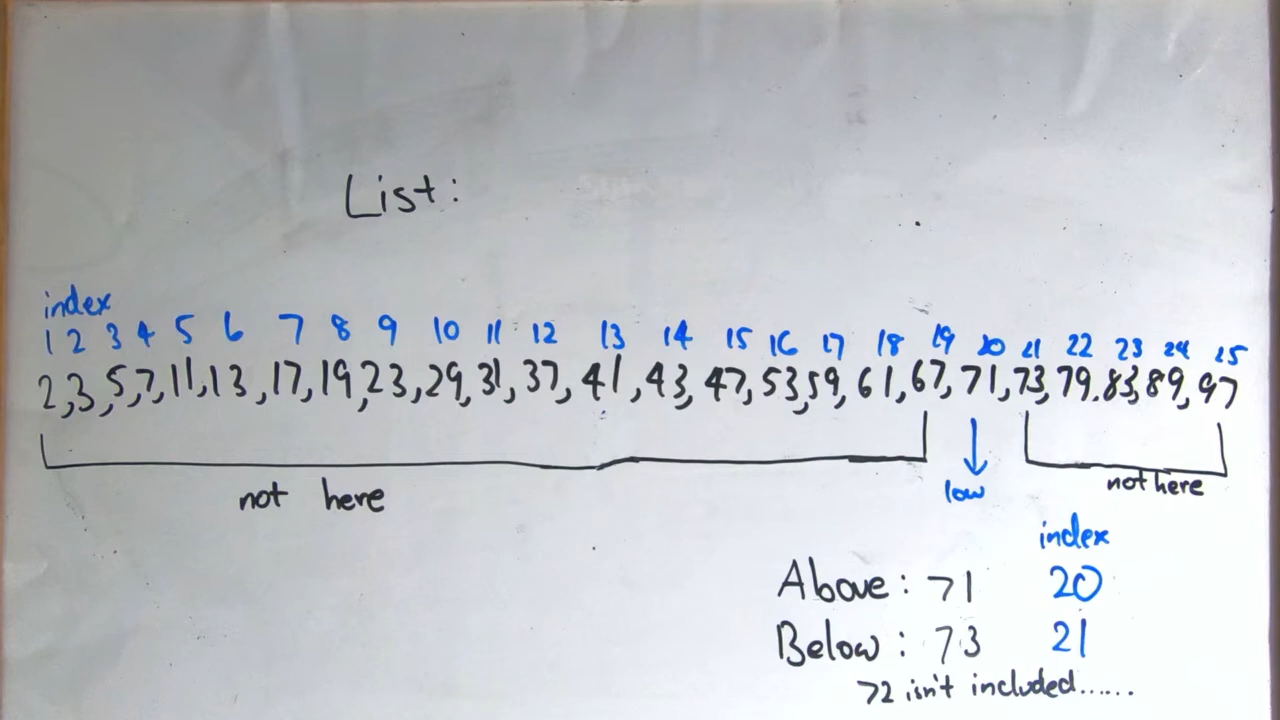 List:
index
1 2 3 4 5 6 7 8 9 10 11 12 13 14 15 16 17 18 19 20 21 22 23 24 25
2,3,5,7,11,13,17,19,23,29,31,37,41,43,47,53,59,61,67,71,73,79.83,89,97
not here
low
not here
index
Above: 71 20
Below: 73 21
72 isn't included......